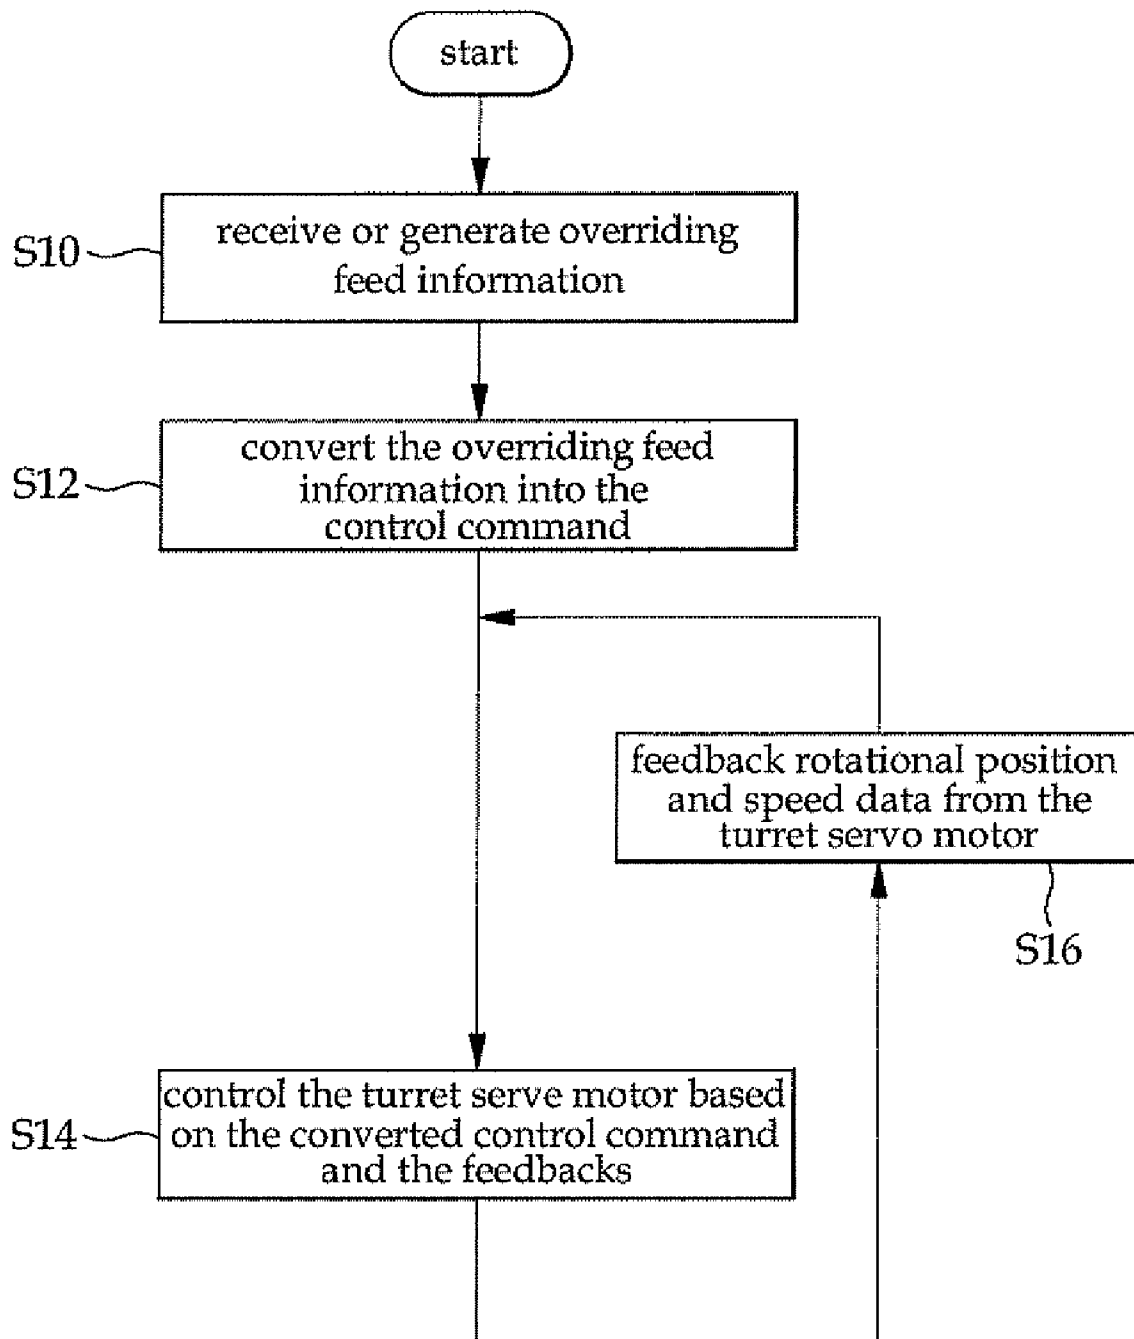 start
S10
receive or generate overriding
feed information
S12
convert the overriding feed
information into the
control command
feedback rotational position
and speed data from the
turret servo motor
S16
S14
control the turret serve motor based
on the converted control command
and the feedbacks